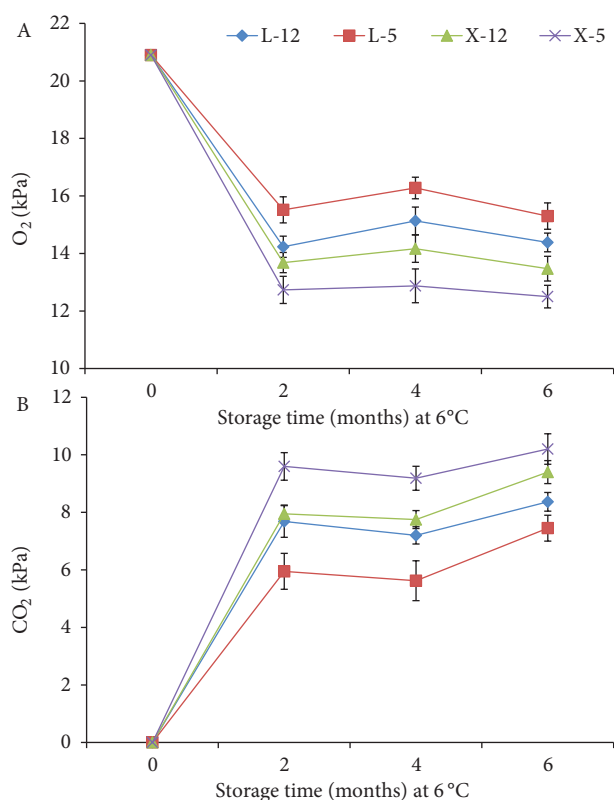 A
22
L-12 L-5 X-12 X-5
20
18
16
14
12
10
O₂ (kPa)
0 2 4 6
Storage time (months) at 6°C
B
12
10
8
6
4
2
0
CO₂ (kPa)
0 2 4 6
Storage time (months) at 6°C